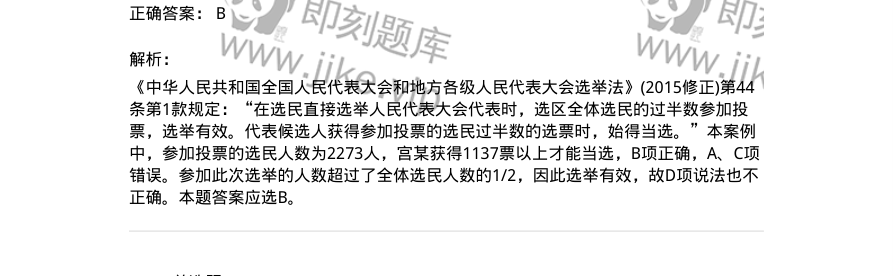 正确答案： B
即刻题库
www.jike.vip
解析：
《中华人民共和国全国人民代表大会和地方各级人民代表大会选举法》(2015修正)第44
条第1款规定：“在选民直接选举人民代表大会代表时，选区全体选民的过半数参加投
票，选举有效。代表候选人获得参加投票的选民过半数的选票时，始得当选。”本案例
中，参加投票的选民人数为2273人，宫某获得1137票以上才能当选，B项正确，A、C项
错误。参加此次选举的人数超过了全体选民人数的1/2，因此选举有效，故D项说法也不
正确。本题答案应选B。